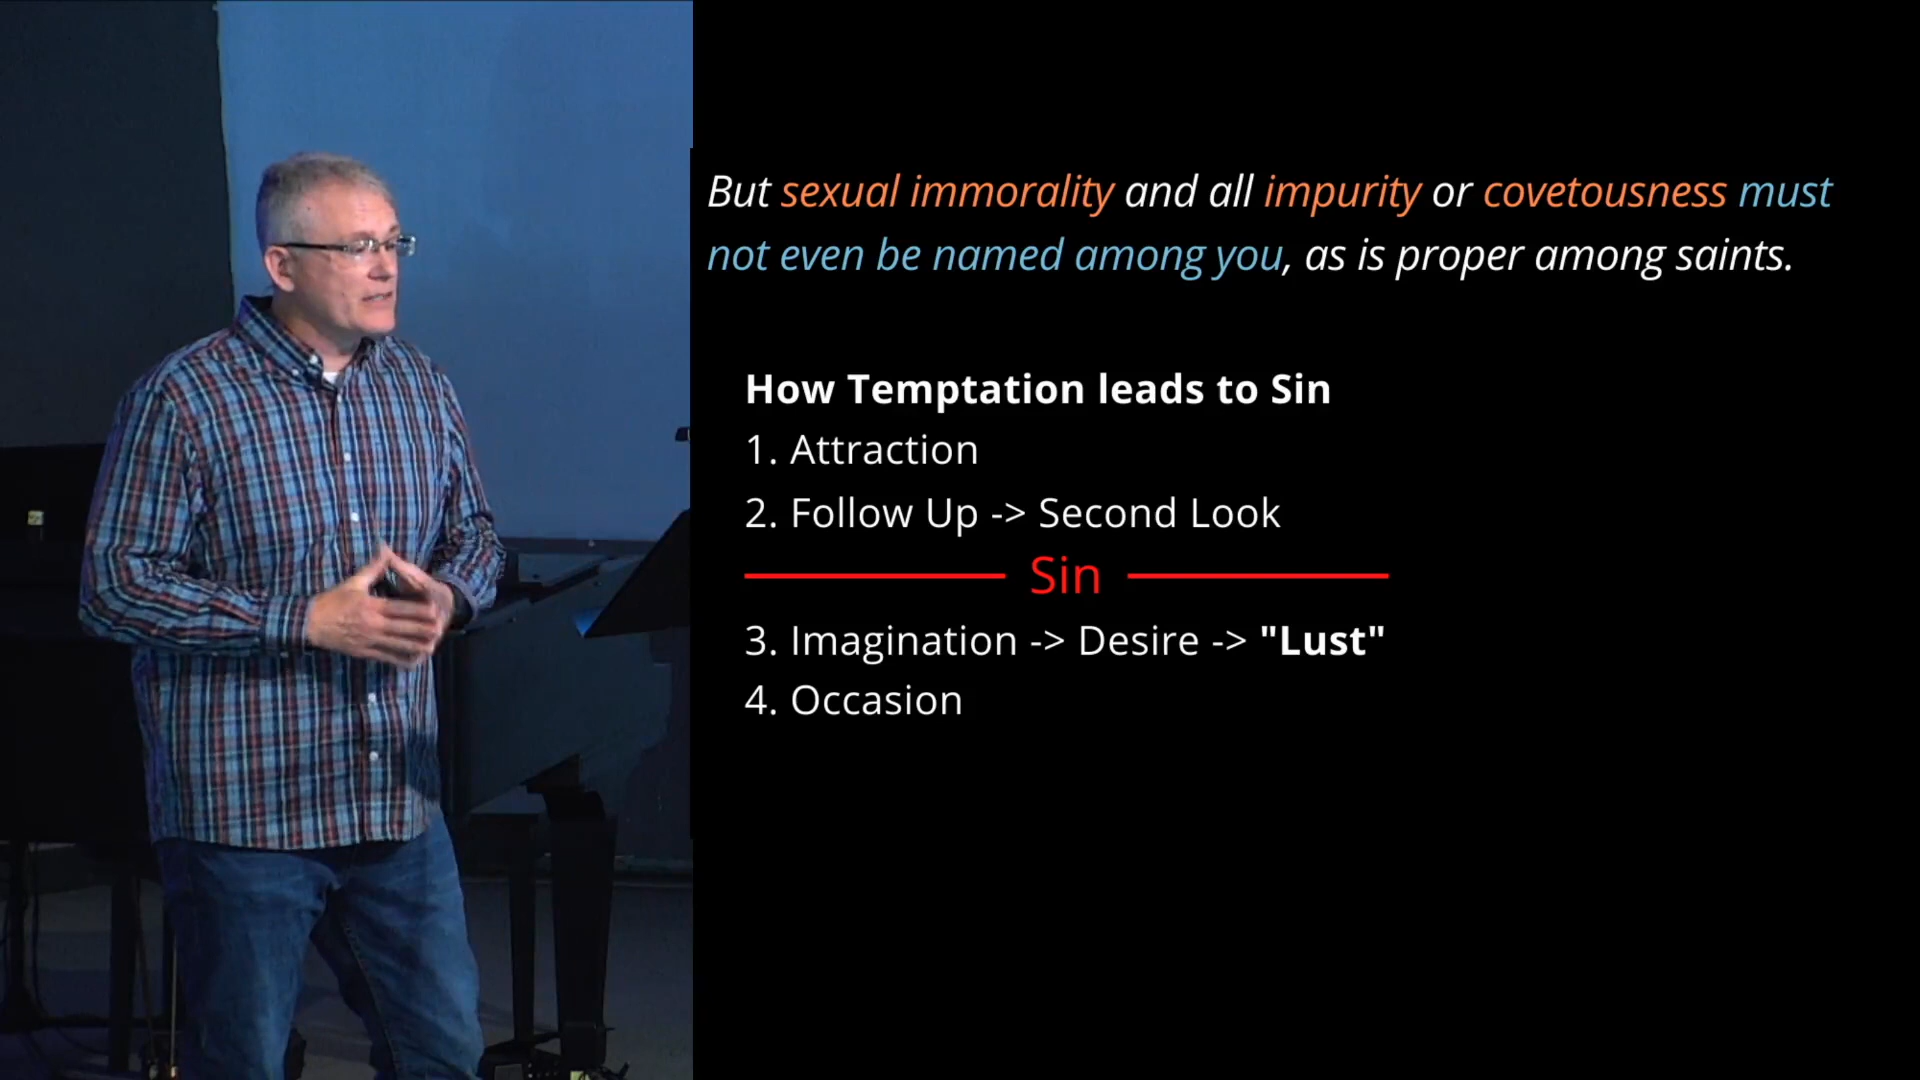 But sexual immorality and all impurity or covetousness must
not even be named among you, as is proper among saints.
How Temptation leads to Sin
1. Attraction
2. Follow Up -> Second Look
Sin
3. Imagination -> Desire -> "Lust"
4. Occasion